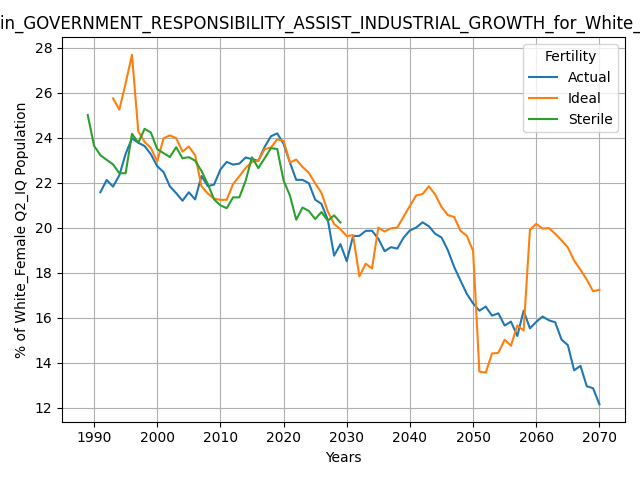 in_GOVERNMENT_RESPONSIBILITY_ASSIST_INDUSTRIAL_GROWTH_for_White_
Fertility
Actual
Ideal
Sterile
% of White_Female Q2_IQ Population
28
26
24
22
20
18
16
14
12
1990 2000 2010 2020 2030 2040 2050 2060 2070
Years